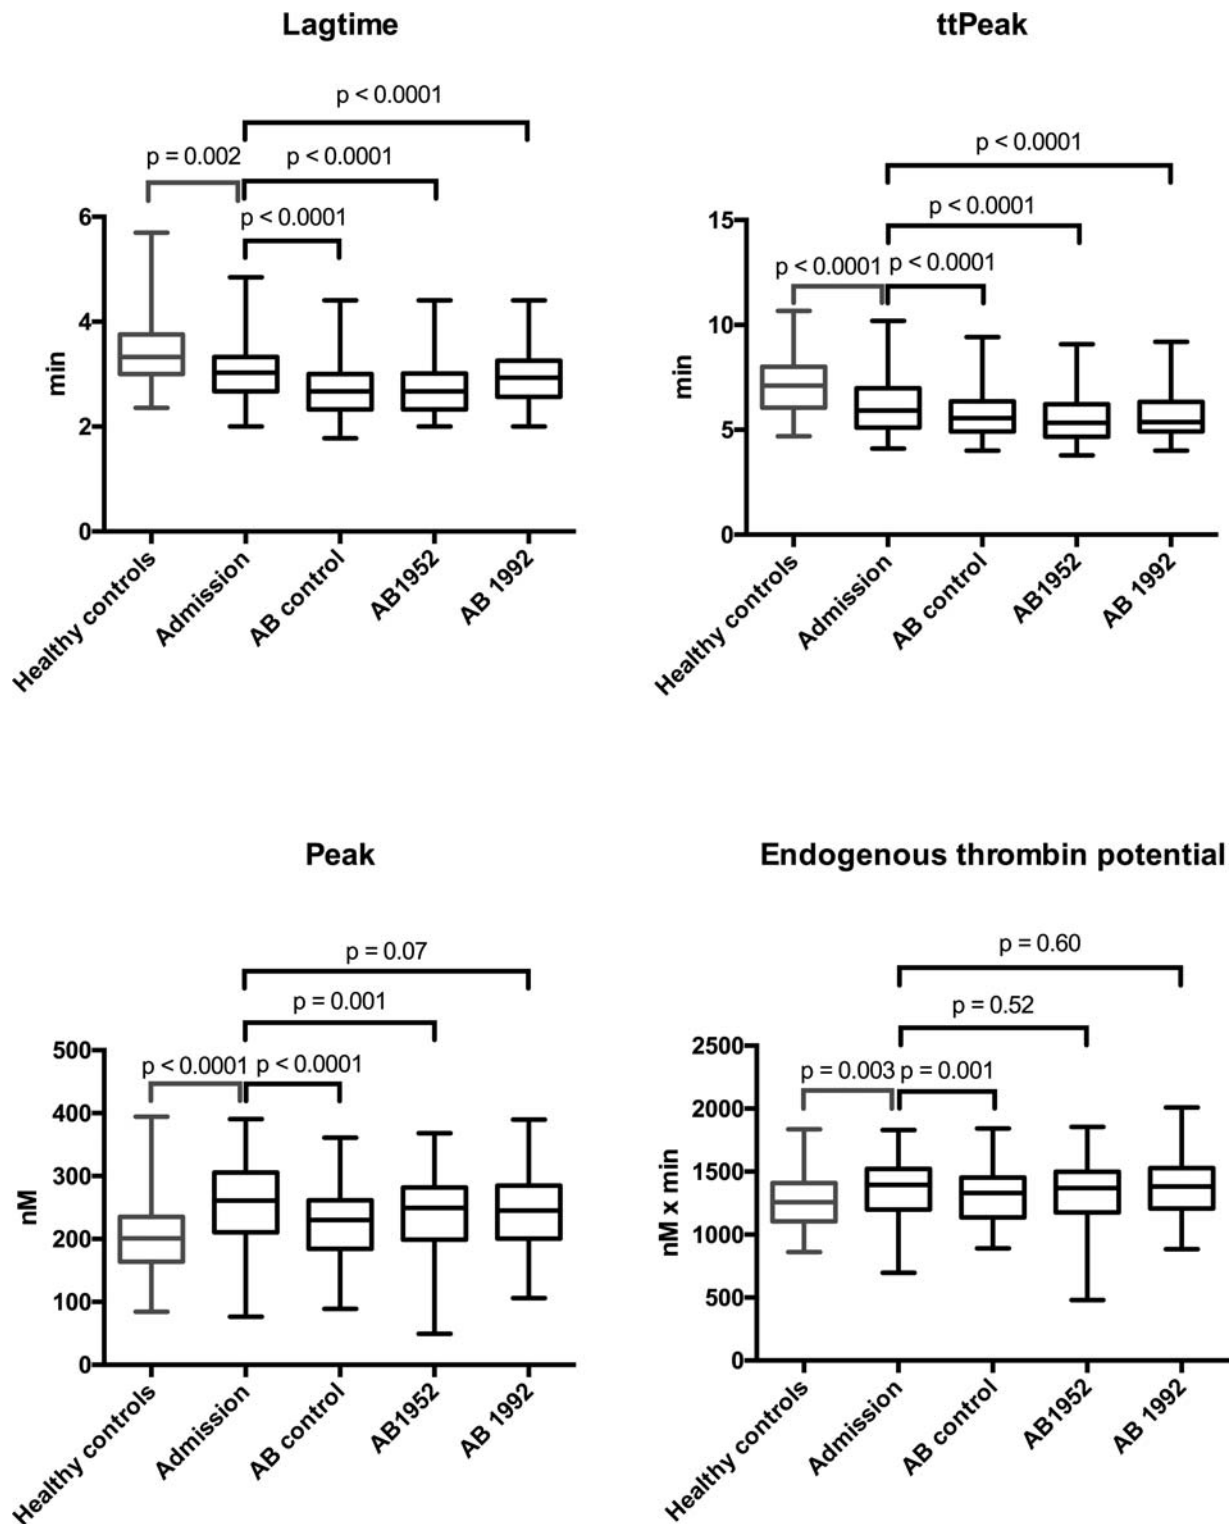 Lagtime
p < 0.0001
p = 0.002
p < 0.0001
p < 0.0001
6
4
2
0
min
Healthy controls
Admission
AB control
AB1952
AB 1992
ttPeak
p < 0.0001
p < 0.0001
p < 0.0001
p < 0.0001
15
10
5
0
min
Healthy controls
Admission
AB control
AB1952
AB 1992
Peak
p = 0.07
p = 0.001
p < 0.0001
p < 0.0001
500
400
300
200
100
0
nM
Healthy controls
Admission
AB control
AB1952
AB 1992
Endogenous thrombin potential
p = 0.60
p = 0.52
p = 0.003
p = 0.001
2500
2000
1500
1000
500
0
nM x min
Healthy controls
Admission
AB control
AB1952
AB 1992